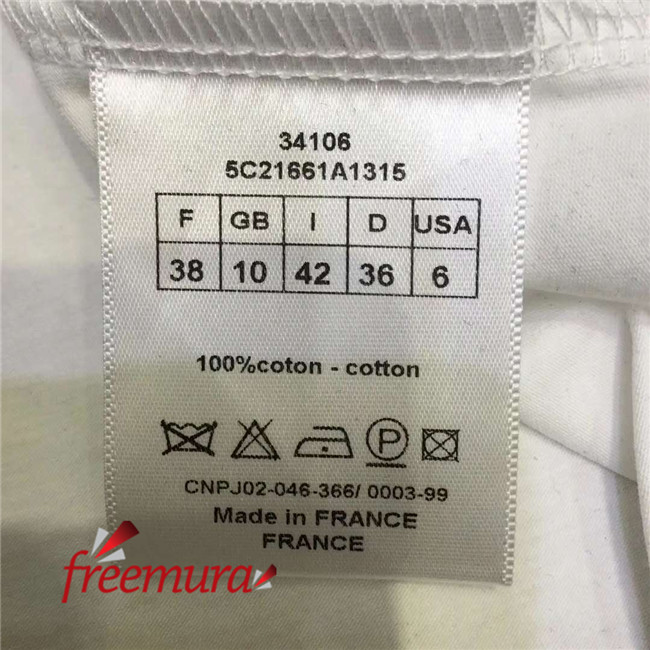 34106
5C21661A1315
F GB I D USA
38 10 42 36 6
100%coton - cotton
P
CNPJ02-046-366/ 0003-99
Made in FRANCE
FRANCE
freemura